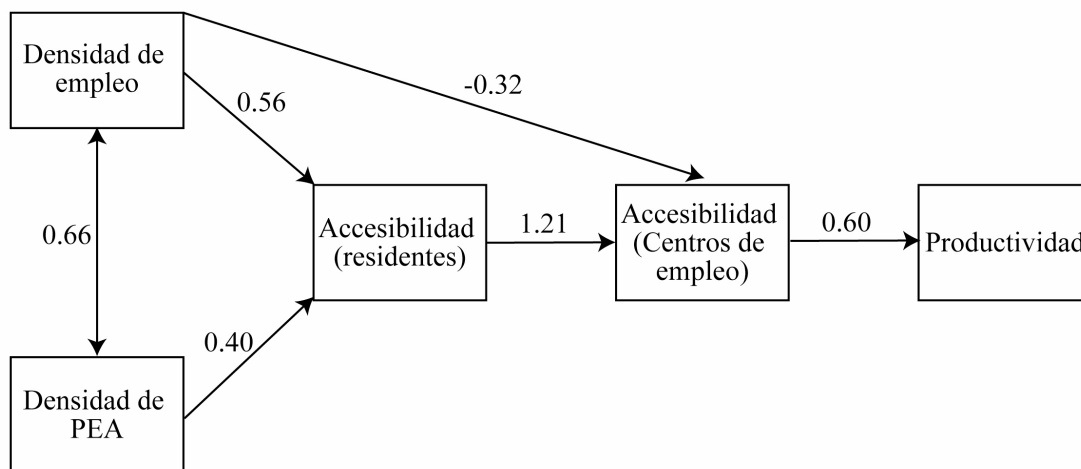 Densidad de
empleo
-0.32
0.56
0.66
Accesibilidad
(residentes)
1.21
Accesibilidad
(Centros de
empleo)
0.60
Productividad
0.40
Densidad de
PEA